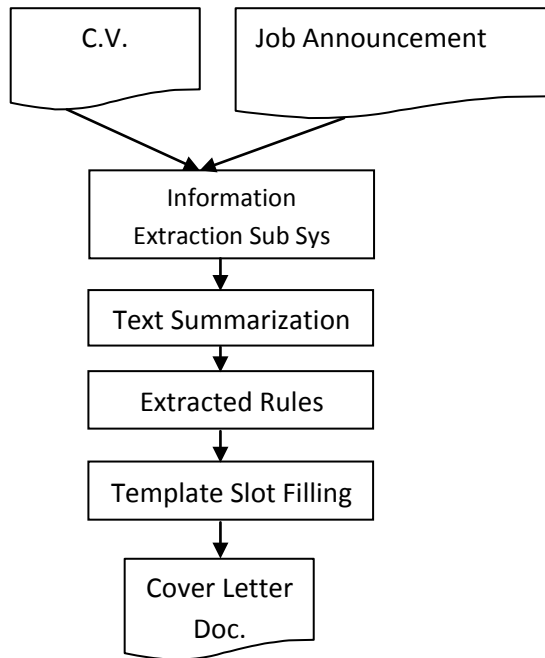 C.V.
Job Announcement
Information
Extraction Sub Sys
Text Summarization
Extracted Rules
Template Slot Filling
Cover Letter
Doc.